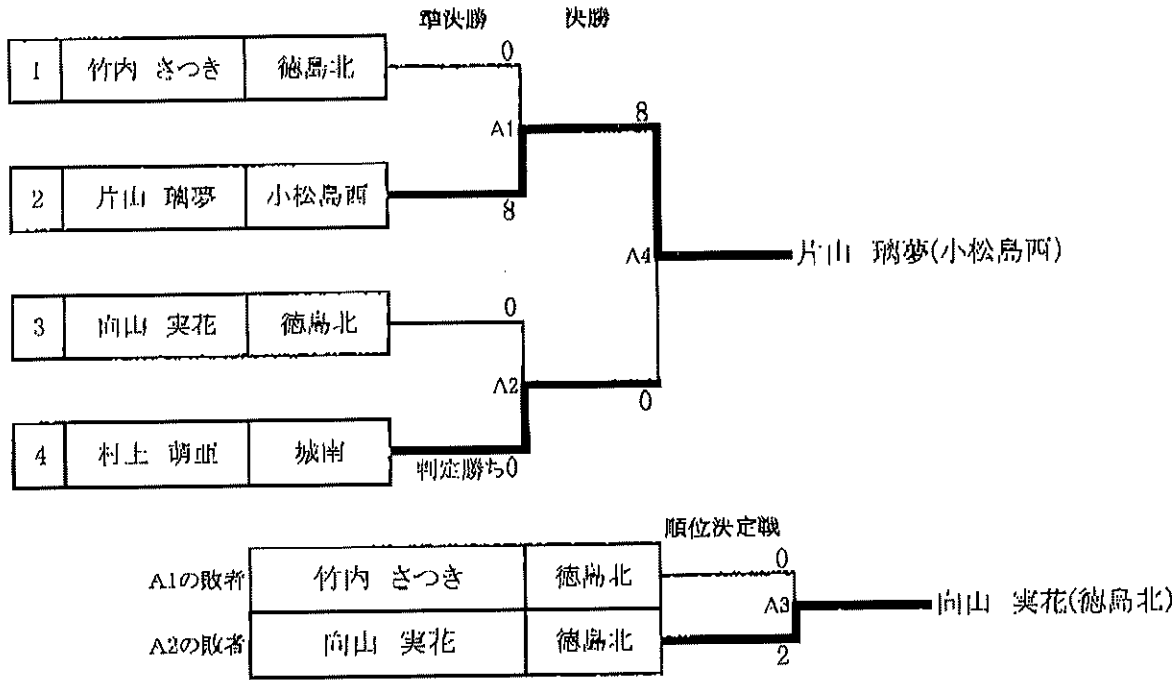 準決勝 決勝
0
1 竹内 さつき 徳島北
A1 8
2 片山 璃夢 小松島西
8
A4 片山 璃夢(小松島西)
0
3 向山 実花 徳島北
A2
0
4 村上 萌亜 城南
判定勝ち0
順位決定戦
0
A1の敗者 竹内 さつき 徳島北
A3 向山 実花(徳島北)
A2の敗者 向山 実花 徳島北
2